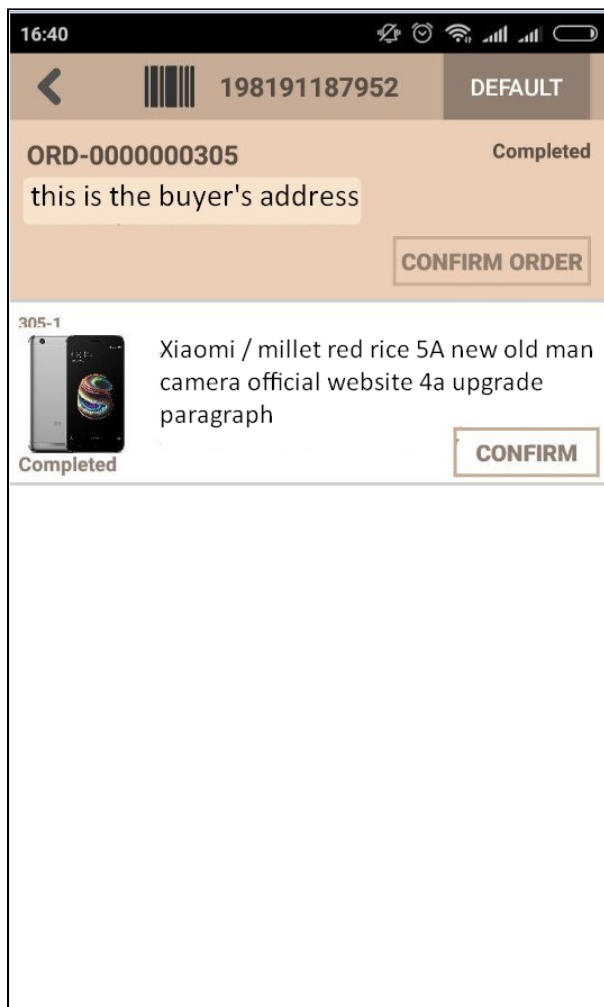 16:40
198191187952
DEFAULT
ORD-0000000305
Completed
this is the buyer's address
CONFIRM ORDER
305-1
Xiaomi / millet red rice 5A new old man
camera official website 4a upgrade
paragraph
Completed
CONFIRM